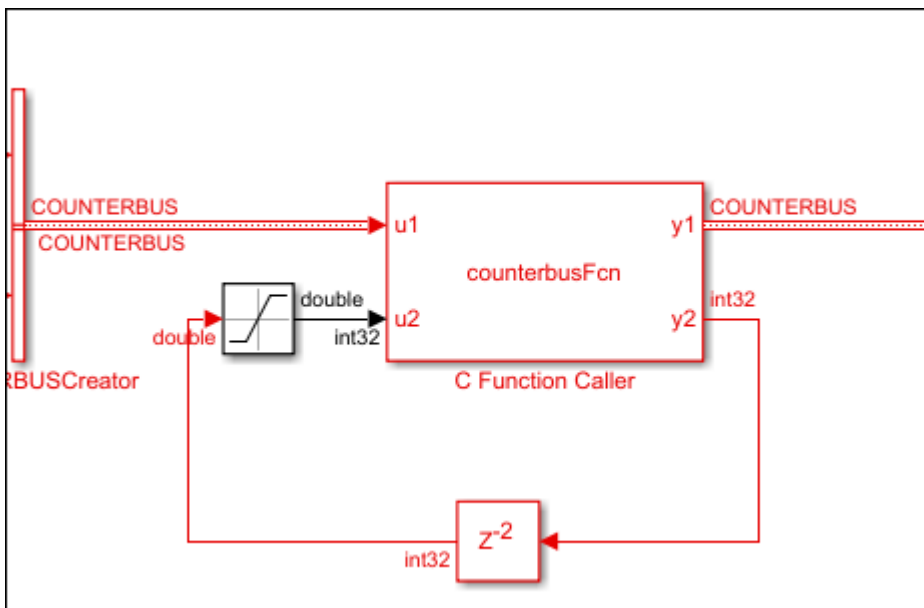 COUNTERBUS
COUNTERBUS
u1
y1
COUNTERBUS
counterbusFcn
double
double
int32
u2
y2
int32
RBUSCreator
C Function Caller
int32
Z-2